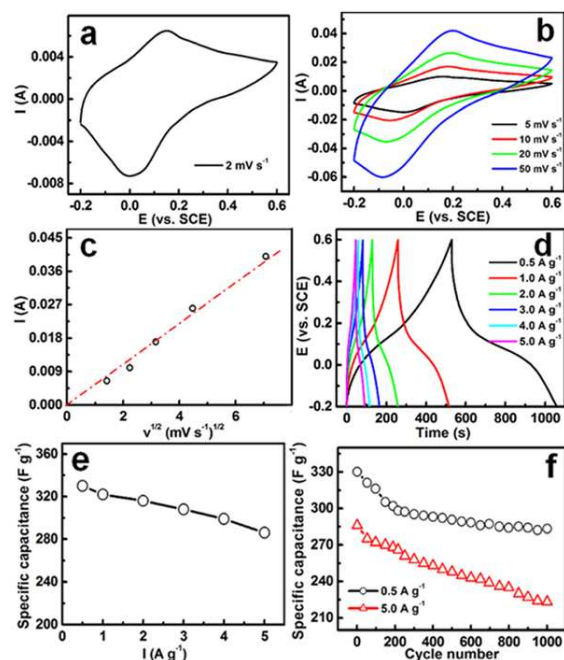 a
I (A)
0.004
0.000
-0.004
-0.008
-0.2 0.0 0.2 0.4 0.6
E (vs. SCE)
2 mV s⁻¹
b
I (A)
0.06
0.04
0.02
0.00
-0.02
-0.04
-0.06
-0.2 0.0 0.2 0.4 0.6
E (vs. SCE)
5 mV s⁻¹
10 mV s⁻¹
20 mV s⁻¹
50 mV s⁻¹
c
I (A)
0.045
0.036
0.027
0.018
0.009
0.000
0 2 4 6
v¹/² (mV s⁻¹)¹/²
d
E (vs. SCE)
0.6
0.4
0.2
0.0
-0.2
0 200 400 600 800 1000
Time (s)
0.5 A g⁻¹
1.0 A g⁻¹
2.0 A g⁻¹
3.0 A g⁻¹
4.0 A g⁻¹
5.0 A g⁻¹
e
Specific capacitance (F g⁻¹)
360
320
280
240
200
0 1 2 3 4 5
I (A g⁻¹)
f
Specific capacitance (F g⁻¹)
330
300
270
240
210
0 200 400 600 800 1000
Cycle number
0.5 A g⁻¹
5.0 A g⁻¹